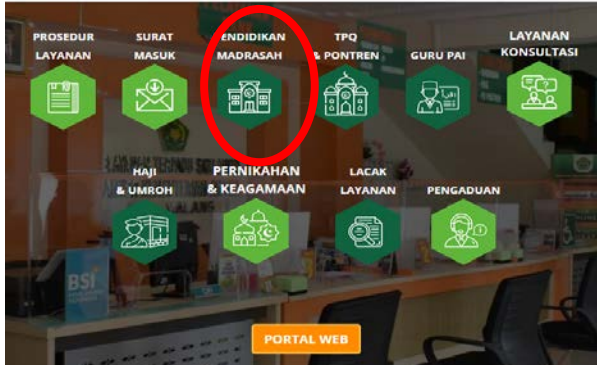 PROSEDUR
LAYANAN
SURAT
MASUK
ENDIDIKAN
MADRASAH
TPQ
& PONTREN
GURU PAI
LAYANAN
KONSULTASI
HAJI
& UMROH
PERNIKAHAN
& KEAGAMAAN
LACAK
LAYANAN
PENGADUAN
BSI
PORTAL WEB